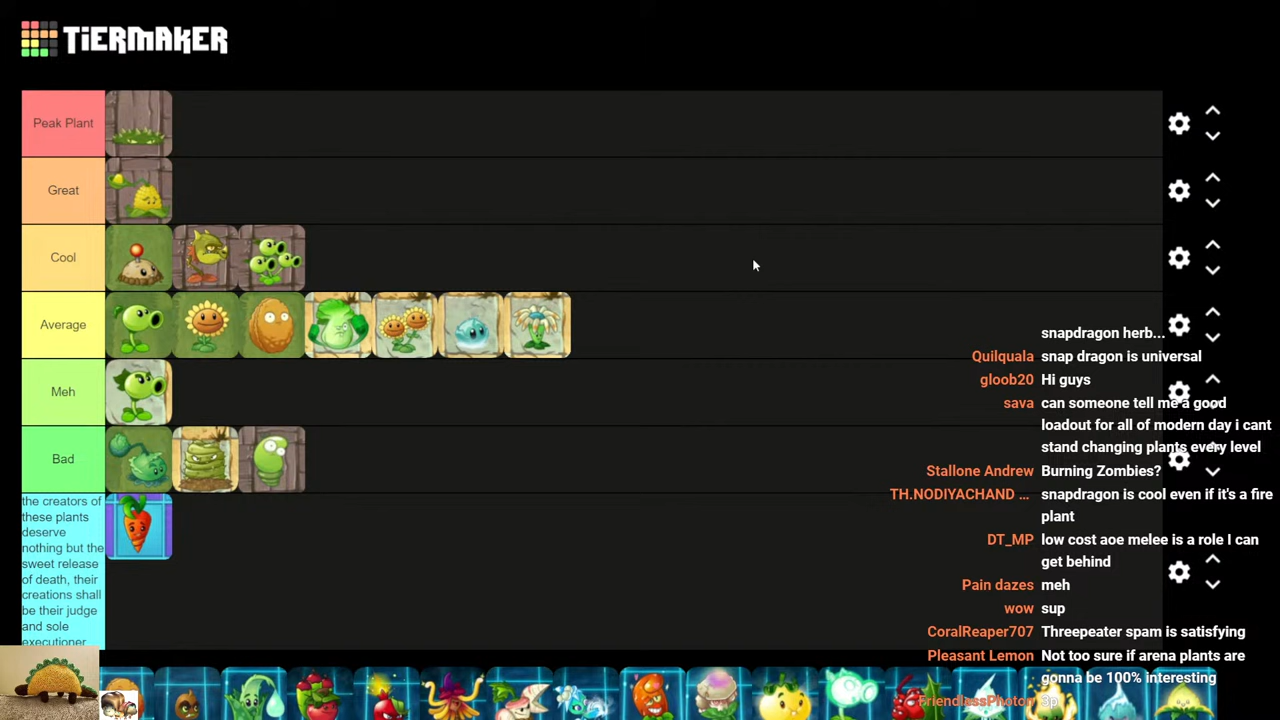 TIERMAKER
Peak Plant
Great
Cool
Average
Meh
Bad
the creators of
these plants
deserve
nothing but the
sweet release
of death, their
creations shall
be their judge
and sole
executioner
snapdragon herb...
Quilquala snap dragon is universal
gloob20 Hi guys
sava can someone tell me a good
loadout for all of modern day i cant
stand changing plants every level
Stallone Andrew Burning Zombies?
TH.NODIYACHAND ... snapdragon is cool even if it's a fire
plant
DT_MP low cost aoe melee is a role I can
get behind
Pain dazes meh
wow sup
CoralReaper707 Threepeater spam is satisfying
Pleasant Lemon Not too sure if arena plants are
gonna be 100% interesting
FriendlessPhoton 3p